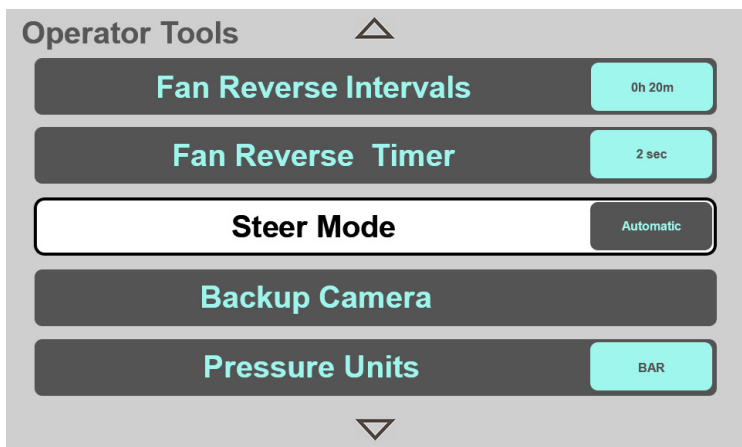 Operator Tools
Fan Reverse Intervals 0h 20m
Fan Reverse Timer 2 sec
Steer Mode Automatic
Backup Camera
Pressure Units BAR